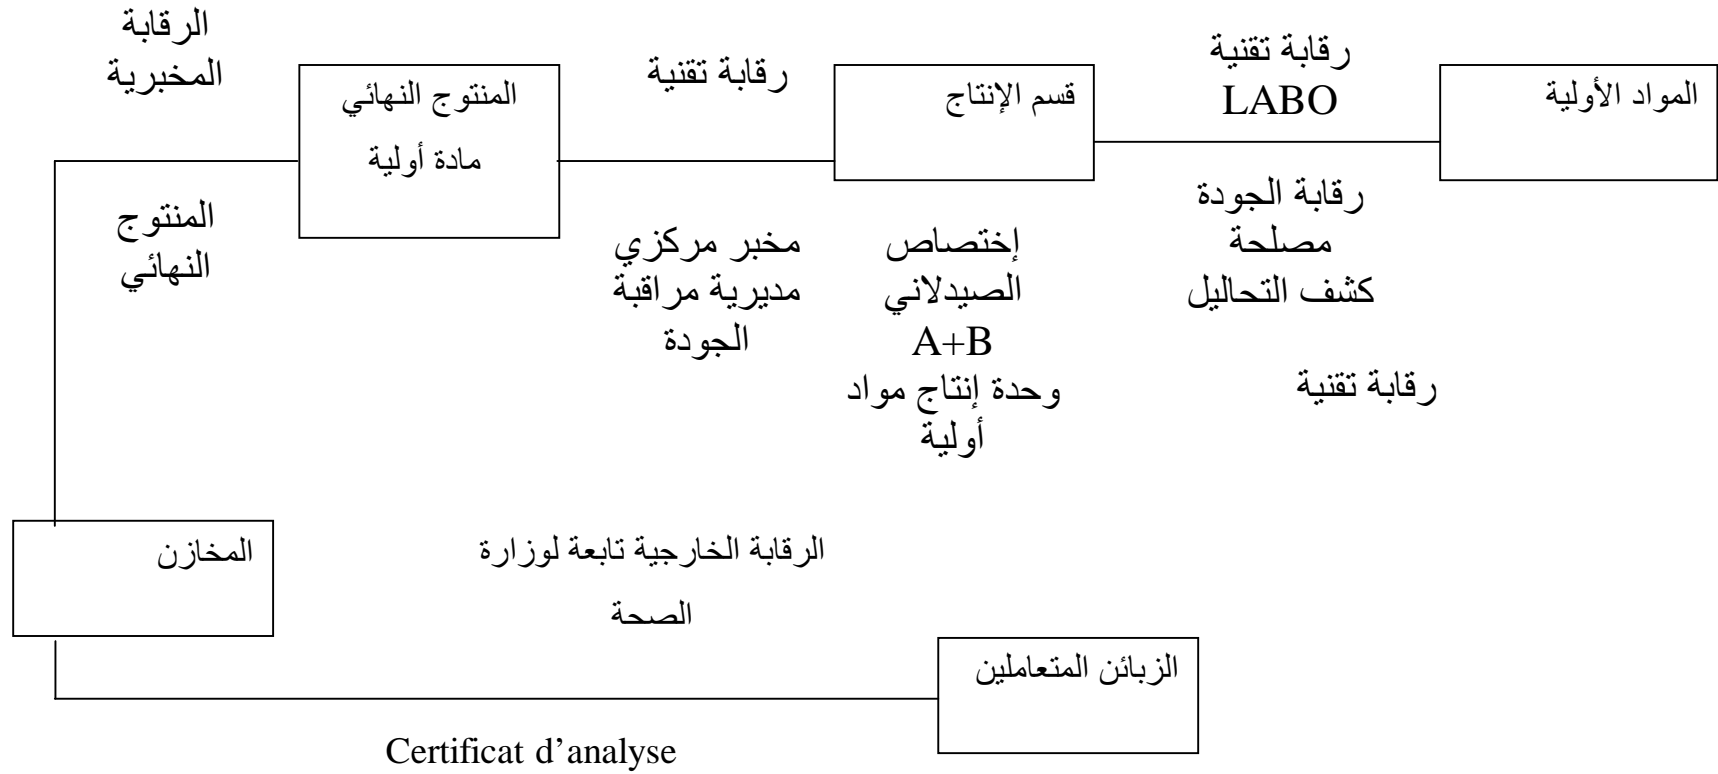 المواد الأولية
رقابة تقنية
LABO
رقابة الجودة
مصلحة
كشف التحاليل
رقابة تقنية
قسم الإنتاج
إختصاص
الصيدلاني
A+B
وحدة إنتاج مواد
أولية
رقابة تقنية
مخبر مركزي
مديرية مراقبة
الجودة
المنتوج النهائي
مادة أولية
الرقابة
المخبرية
المنتوج
النهائي
المخازن
الرقابة الخارجية تابعة لوزارة
الصحة
الزبائن المتعاملين
Certificat d’analyse